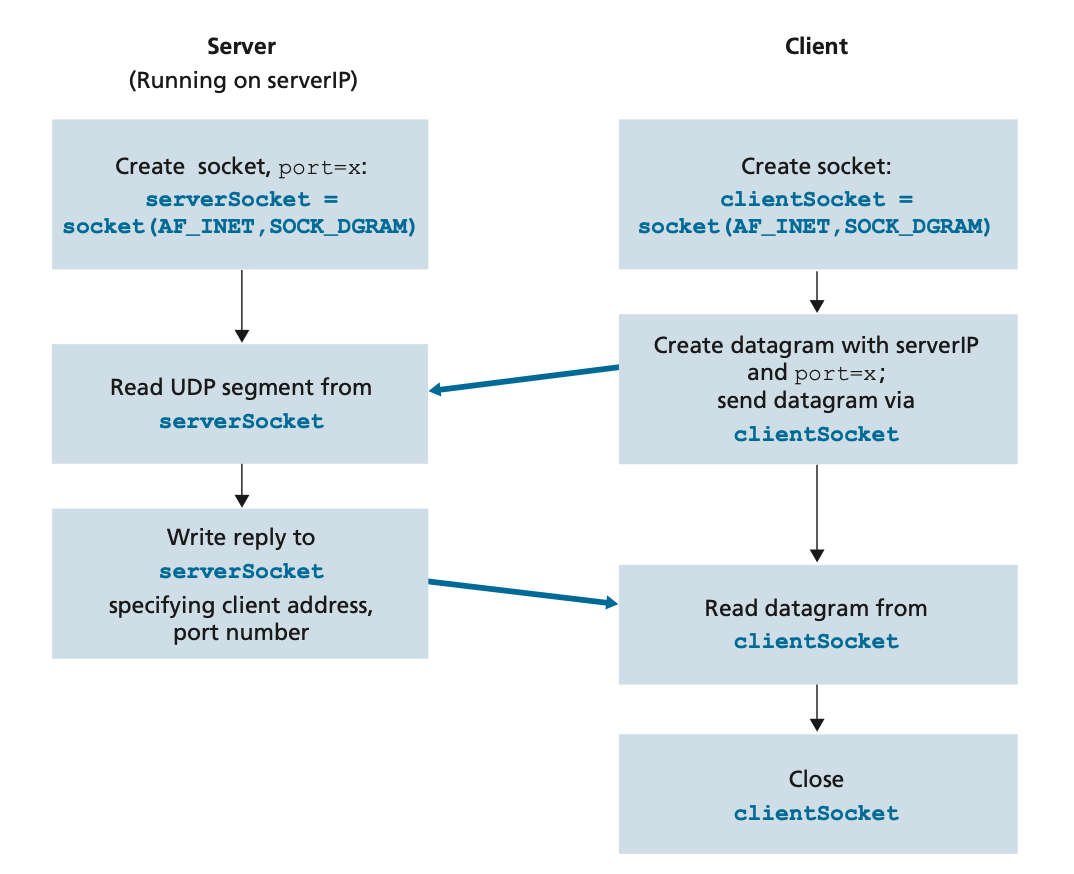 Server
(Running on serverIP)
Create socket, port=x:
serverSocket =
socket(AF_INET,SOCK_DGRAM)
Read UDP segment from
serverSocket
Write reply to
serverSocket
specifying client address,
port number
Client
Create socket:
clientSocket =
socket(AF_INET,SOCK_DGRAM)
Create datagram with serverIP
and port=x;
send datagram via
clientSocket
Read datagram from
clientSocket
Close
clientSocket